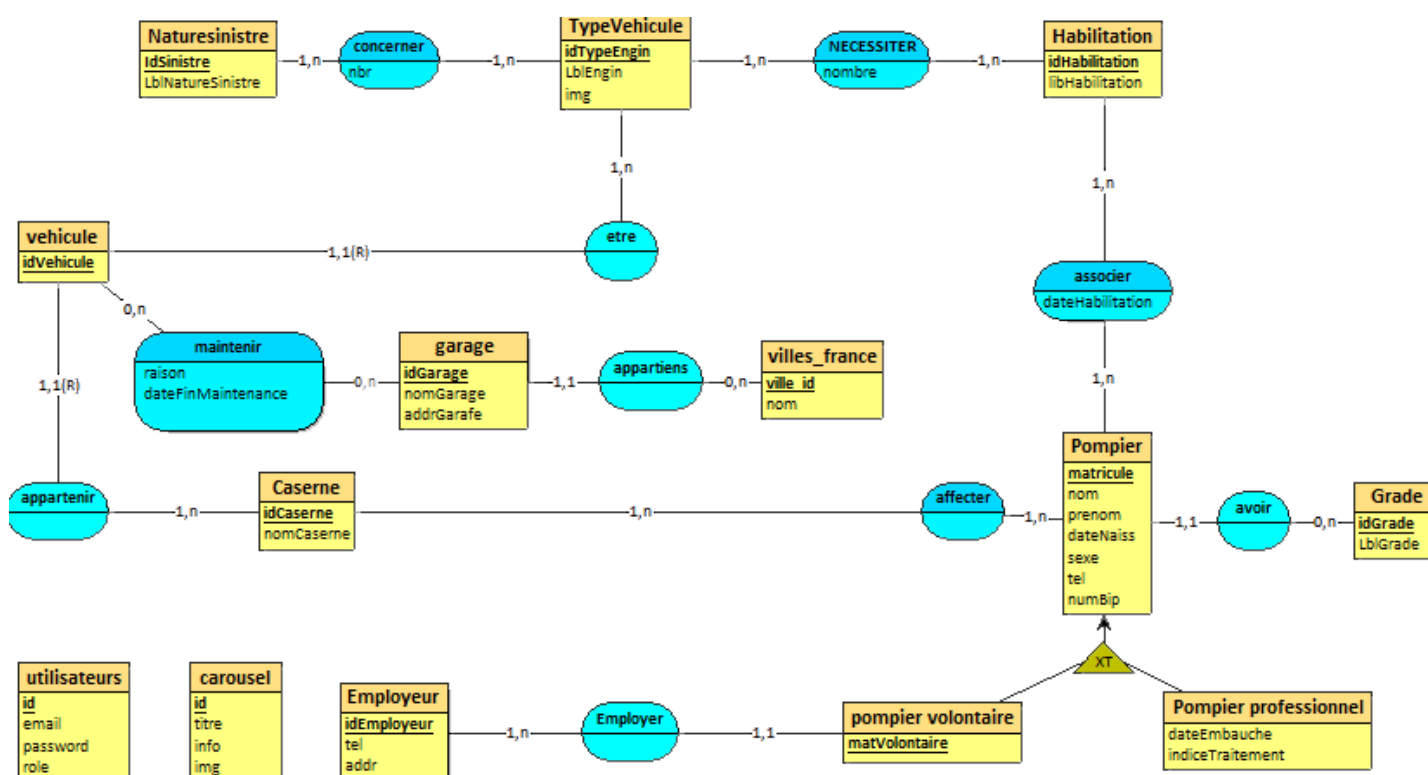 Naturesinistre
IdSinistre
LblNatureSinistre
1,n
concerner
nbr
1,n
TypeVehicule
idTypeEngin
LblEngin
img
1,n
NECESSITER
nombre
1,n
Habilitation
idHabilitation
libHabilitation
1,n
1,n
vehicule
idVehicule
1,1(R)
etre
associer
dateHabilitation
0,n
maintenir
raison
dateFinMaintenance
0,n
garage
idGarage
nomGarage
addrGarafe
1,1
appartiens
0,n
villes_france
ville_id
nom
1,1(R)
1,n
appartenir
1,n
Caserne
idCaserne
nomCaserne
1,n
affecter
1,n
Pompier
matricule
nom
prenom
dateNaiss
sexe
tel
numBip
1,1
avoir
0,n
Grade
idGrade
LblGrade
XT
utilisateurs
id
email
password
role
carousel
id
titre
info
img
Employeur
idEmployeur
tel
addr
1,n
Employer
1,1
pompier volontaire
matVolontaire
Pompier professionnel
dateEmbauche
indiceTraitement